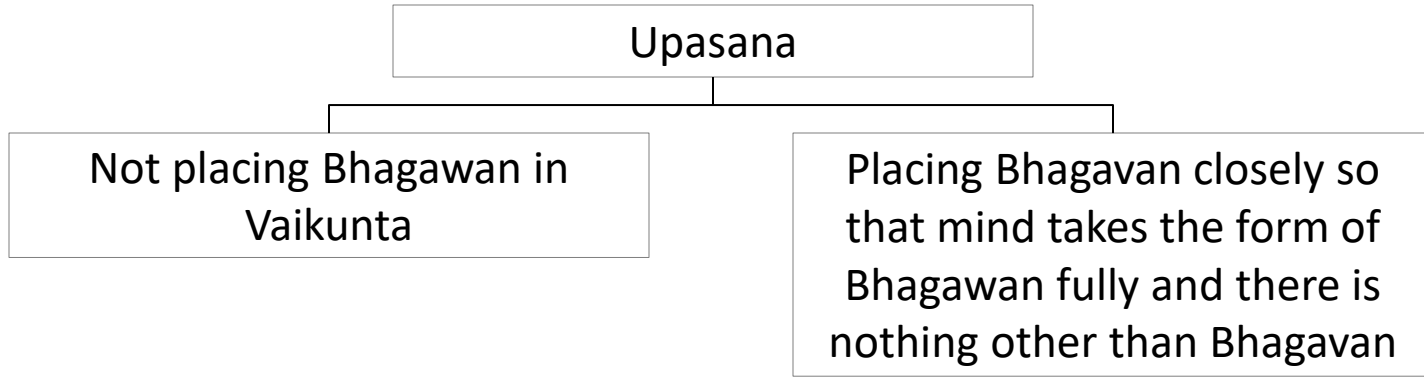 Upasana
Not placing Bhagawan in
Vaikunta
Placing Bhagavan closely so
that mind takes the form of
Bhagawan fully and there is
nothing other than Bhagavan